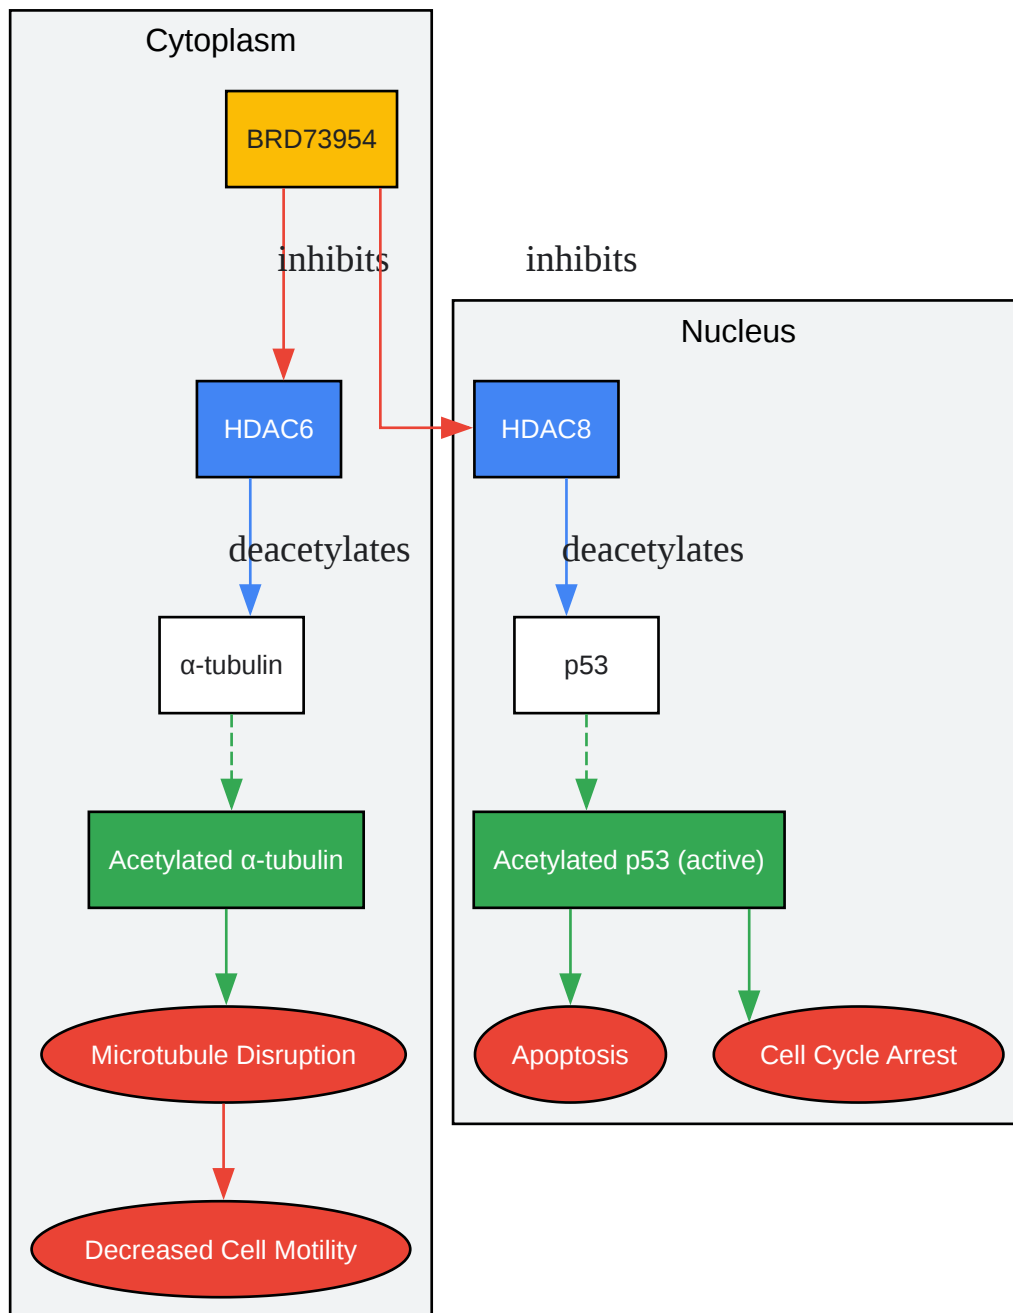 Cytoplasm
BRD73954
inhibits
inhibits
Nucleus
HDAC6
HDAC8
deacetylates
deacetylates
α-tubulin
p53
Acetylated α-tubulin
Acetylated p53 (active)
Microtubule Disruption
Apoptosis
Cell Cycle Arrest
Decreased Cell Motility